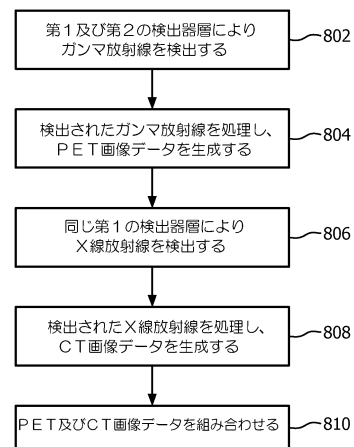 第1及び第2の検出器層により
ガンマ放射線を検出する
802
検出されたガンマ放射線を処理し、
PET画像データを生成する
804
同じ第1の検出器層により
X線放射線を検出する
806
検出されたX線放射線を処理し、
CT画像データを生成する
808
PET及びCT画像データを組み合わせる
810